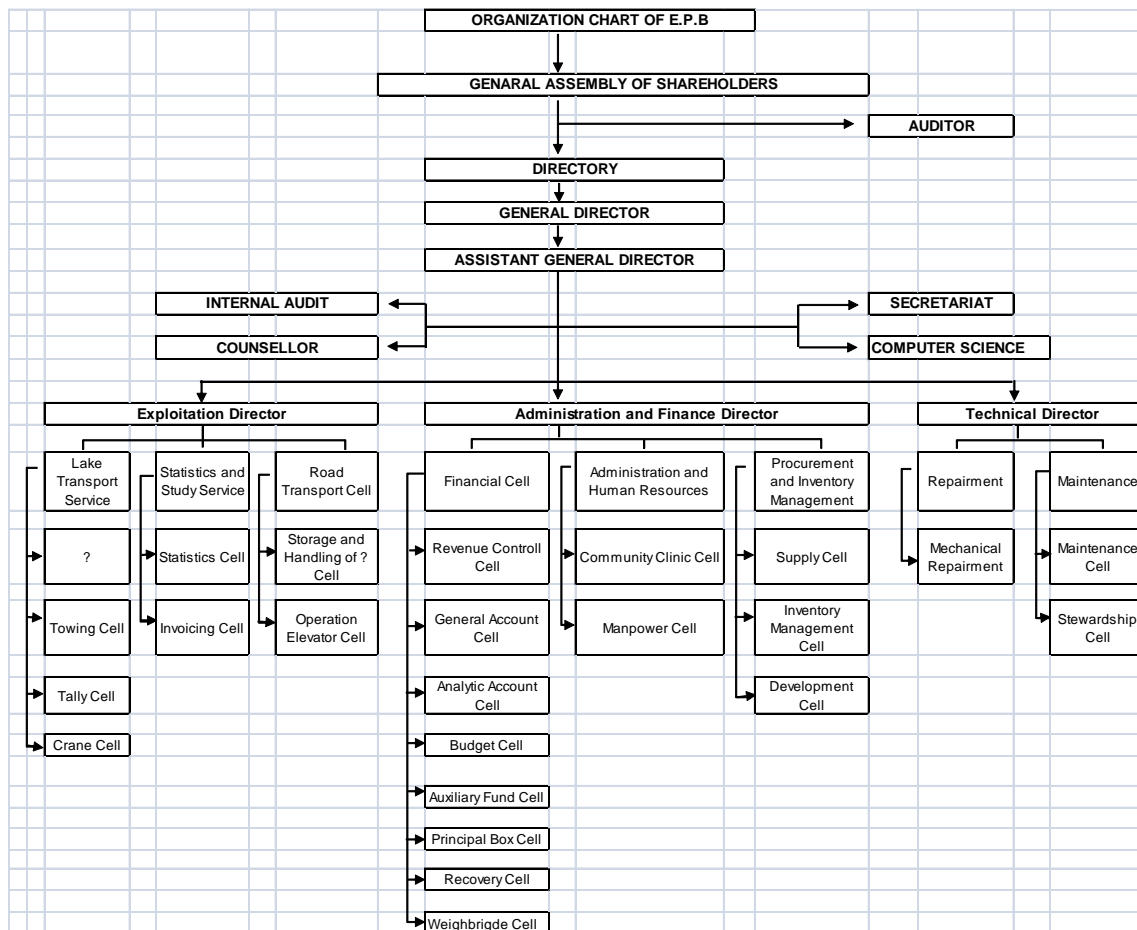 ORGANIZATION CHART OF E.P.B
GENARAL ASSEMBLY OF SHAREHOLDERS
AUDITOR
DIRECTORY
GENERAL DIRECTOR
ASSISTANT GENERAL DIRECTOR
INTERNAL AUDIT
SECRETARIAT
COUNSELLOR
COMPUTER SCIENCE
Exploitation Director
Administration and Finance Director
Technical Director
Lake
Transport
Service
Statistics and
Study Service
Road
Transport Cell
Financial Cell
Administration and
Human Resources
Procurement
and Inventory
Management
Repairment
Maintenance
?
Statistics Cell
Storage and
Handling of ?
Cell
Revenue Controll
Cell
Community Clinic Cell
Supply Cell
Mechanical
Repairment
Maintenance
Cell
Towing Cell
Invoicing Cell
Operation
Elevator Cell
General Account
Cell
Manpower Cell
Inventory
Management
Cell
Stewardship
Cell
Tally Cell
Analytic Account
Cell
Development
Cell
Crane Cell
Budget Cell
Auxiliary Fund Cell
Principal Box Cell
Recovery Cell
Weighbrigde Cell